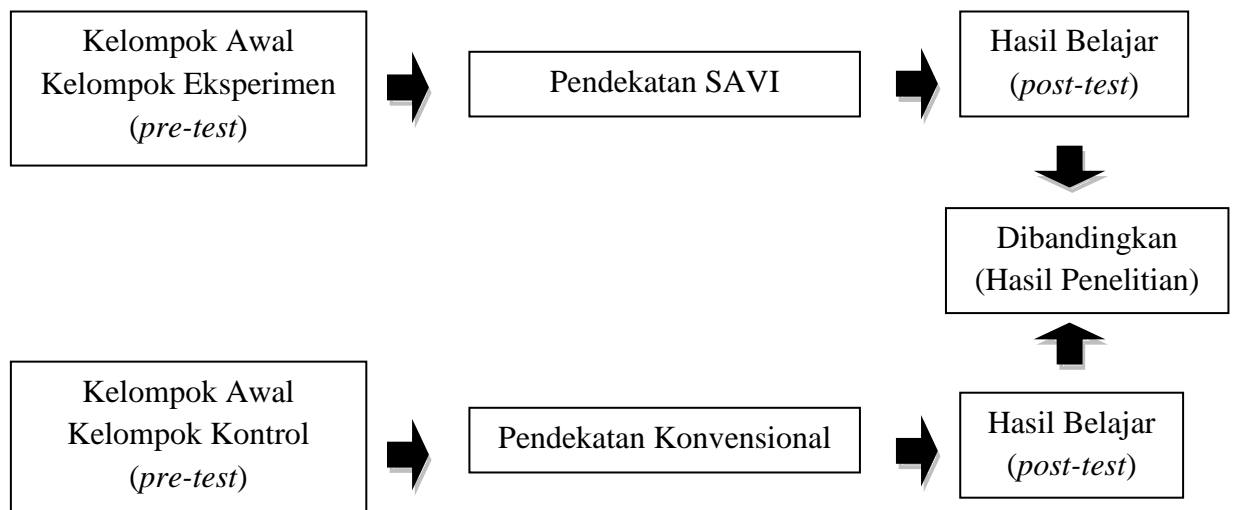 Kelompok Awal
Kelompok Eksperimen
(pre-test)
Pendekatan SAVI
Hasil Belajar
(post-test)
Dibandingkan
(Hasil Penelitian)
Kelompok Awal
Kelompok Kontrol
(pre-test)
Pendekatan Konvensional
Hasil Belajar
(post-test)